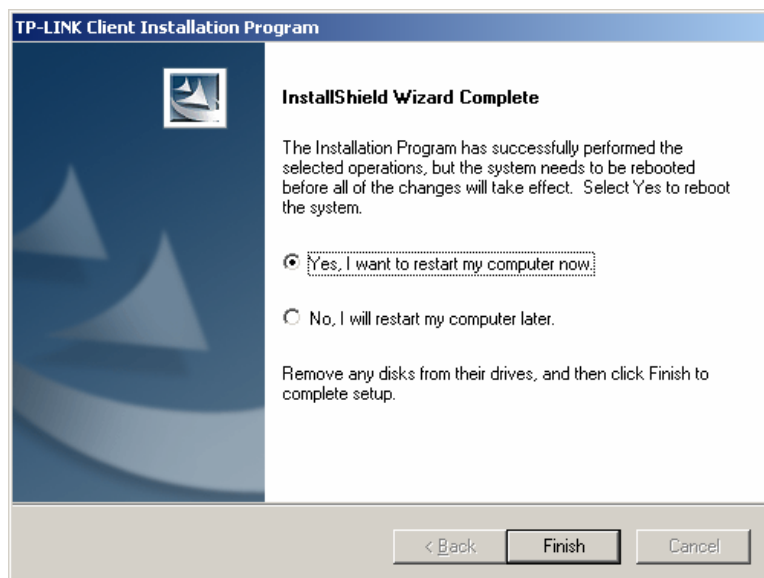 TP-LINK Client Installation Program
InstallShield Wizard Complete
The Installation Program has successfully performed the
selected operations, but the system needs to be rebooted
before all of the changes will take effect.  Select Yes to reboot
the system.
Yes, I want to restart my computer now.
No, I will restart my computer later.
Remove any disks from their drives, and then click Finish to
complete setup.
< Back
Finish
Cancel